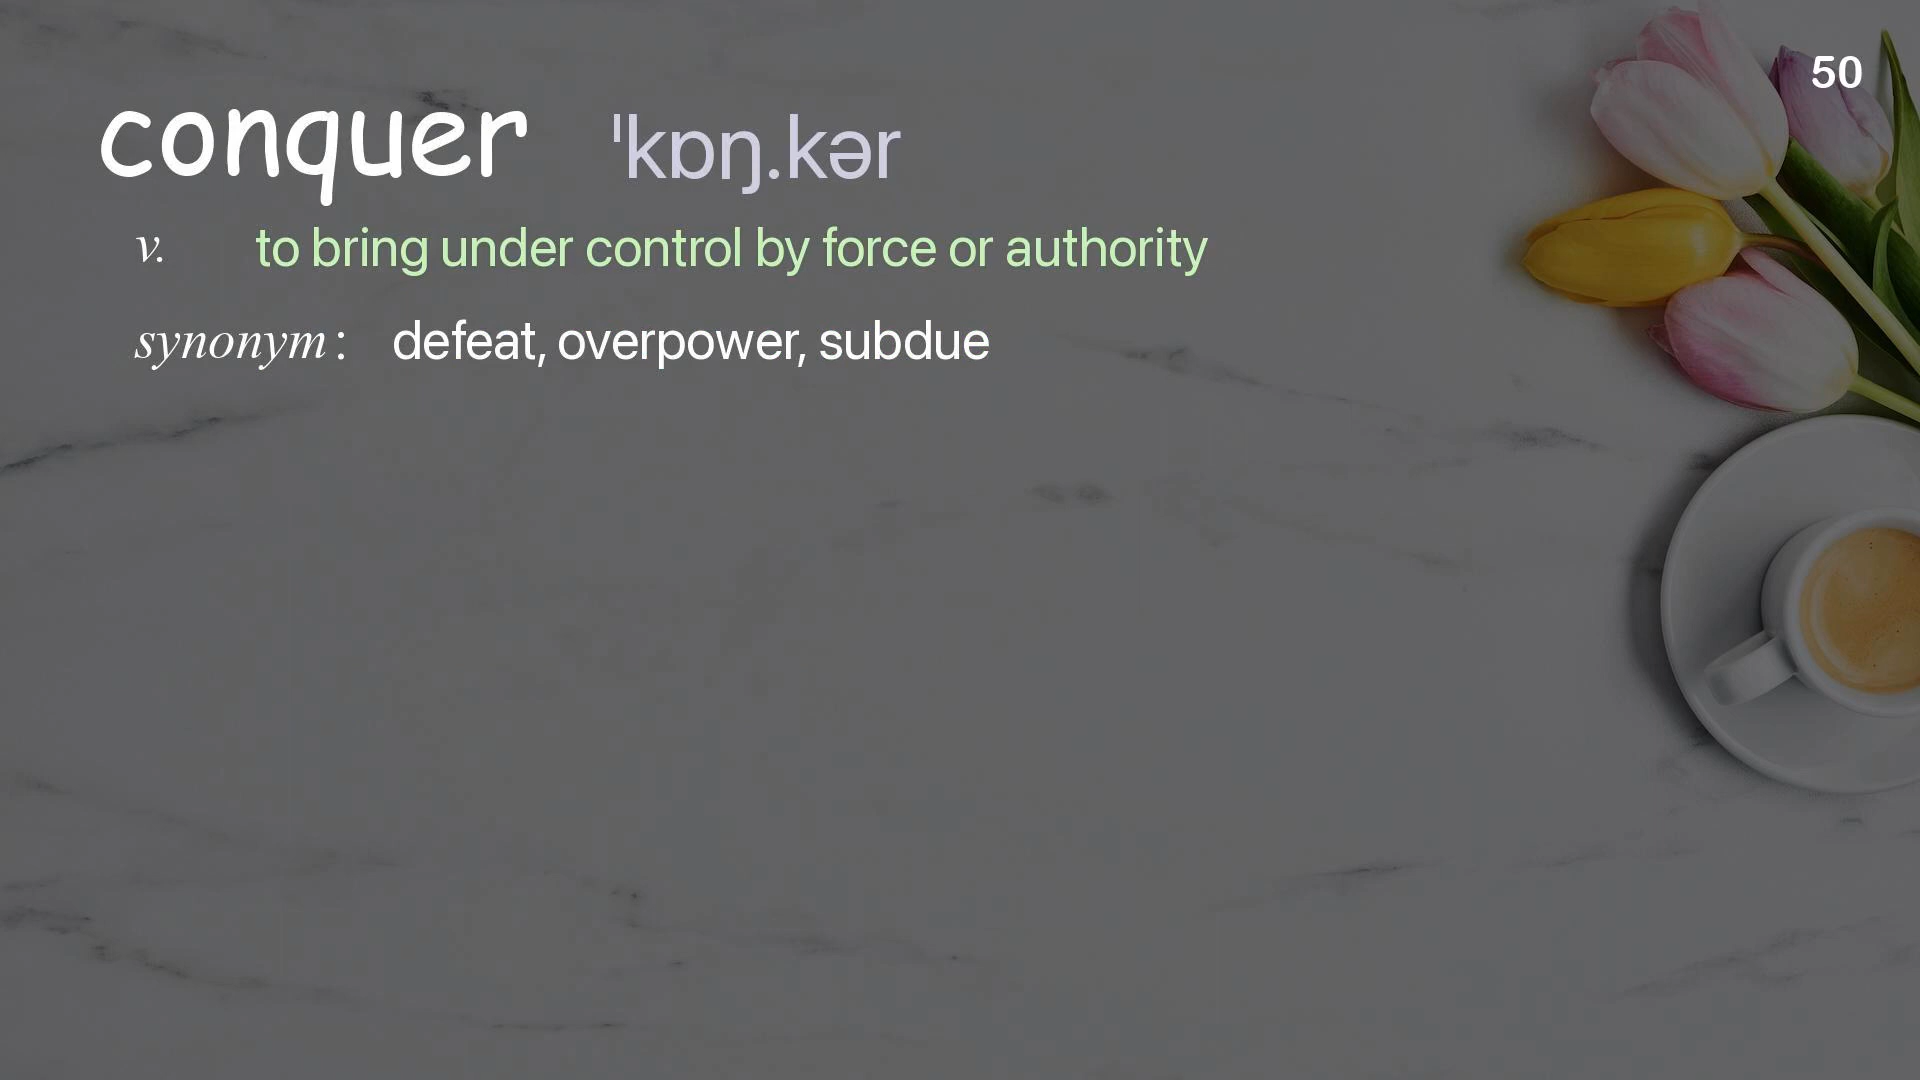 50
conquer ˈkɒŋ.kər
v. to bring under control by force or authority
synonym : defeat, overpower, subdue